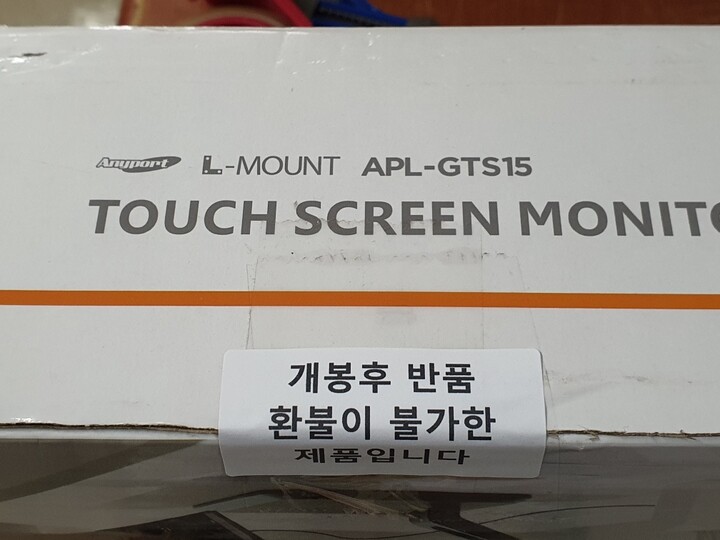 Anyport L-MOUNT APL-GTS15
TOUCH SCREEN MONITO
개봉후 반품
환불이 불가한
제품입니다